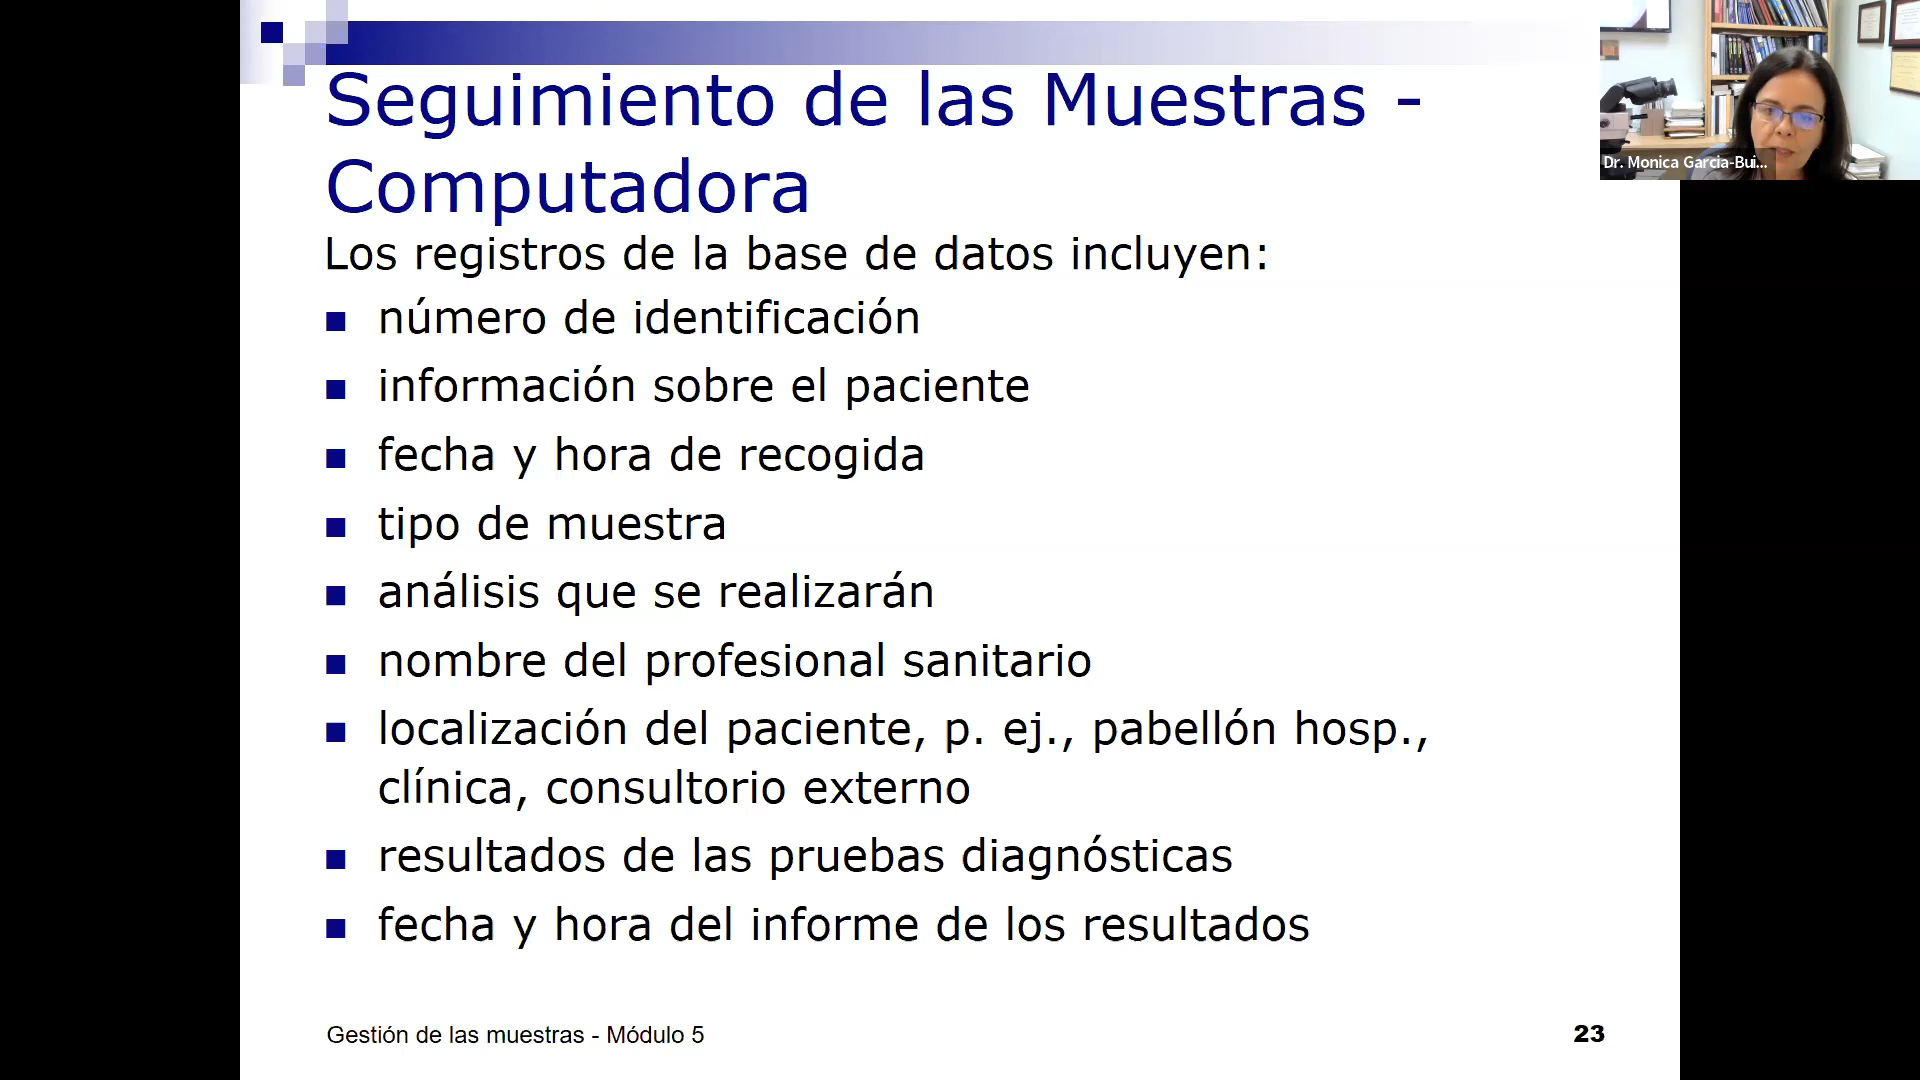 Seguimiento de las Muestras -
Computadora
Los registros de la base de datos incluyen:
número de identificación
información sobre el paciente
fecha y hora de recogida
tipo de muestra
análisis que se realizarán
nombre del profesional sanitario
localización del paciente, p. ej., pabellón hosp.,
clínica, consultorio externo
resultados de las pruebas diagnósticas
fecha y hora del informe de los resultados
Gestión de las muestras - Módulo 5
23
Dr. Monica Garcia-Bui...